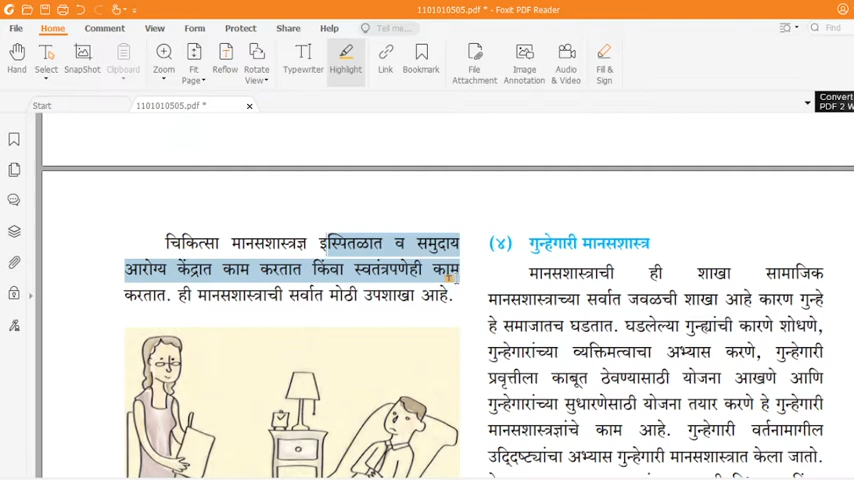 1101010505.pdf * - Foxit PDF Reader
File Home Comment View Form Protect Share Help Tell me... Find
Hand Select SnapShot Clipboard Zoom Fit Page Reflow Rotate View Typewriter Highlight Link Bookmark File Attachment Image Annotation Audio & Video Fill & Sign
Start 1101010505.pdf * Convert
PDF 2 W
चिकित्सा मानसशास्त्रज्ञ इस्पितळात व समुदाय
आरोग्य केंद्रात काम करतात किंवा स्वतंत्रपणेही काम
करतात. ही मानसशास्त्राची सर्वात मोठी उपशाखा आहे.
(४) गुन्हेगारी मानसशास्त्र
मानसशास्त्राची ही शाखा सामाजिक
मानसशास्त्राच्या सर्वात जवळची शाखा आहे कारण गुन्हे
हे समाजातच घडतात. घडलेल्या गुन्ह्यांची कारणे शोधणे,
गुन्हेगारांच्या व्यक्तिमत्वाचा अभ्यास करणे, गुन्हेगारी
प्रवृत्तीला काबूत ठेवण्यासाठी योजना आखणे आणि
गुन्हेगारांच्या सुधारणेसाठी योजना तयार करणे हे गुन्हेगारी
मानसशास्त्रज्ञांचे काम आहे. गुन्हेगारी वर्तनामागील
उद्दिष्ट्यांचा अभ्यास गुन्हेगारी मानसशास्त्रात केला जातो.